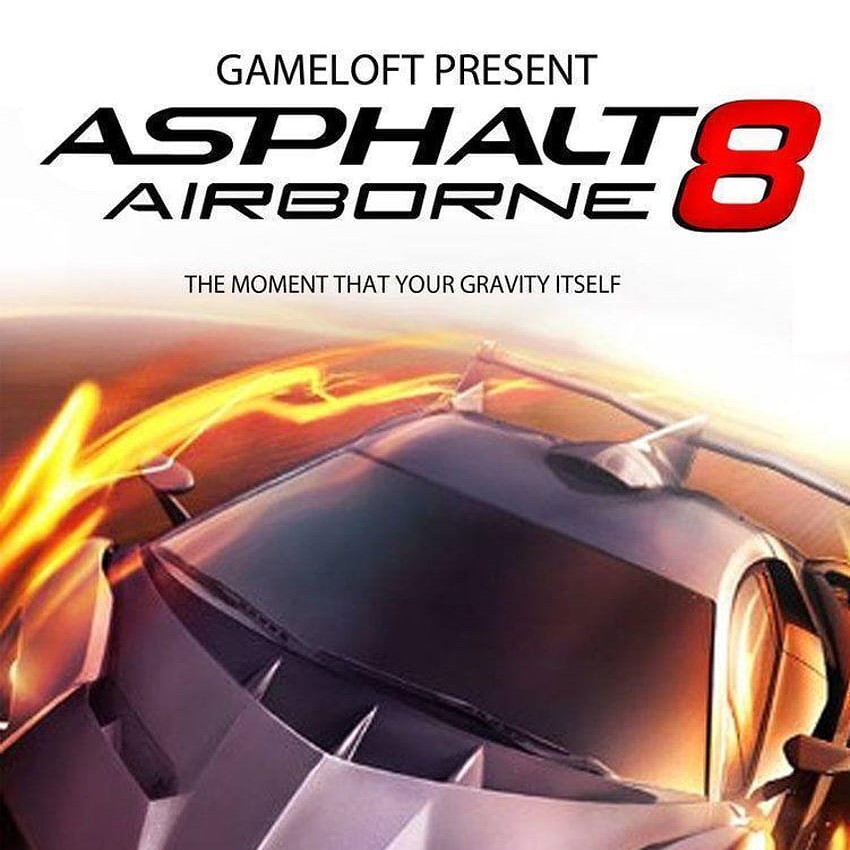 GAMELOFT PRESENT
ASPHALT 8
AIRBORNE
THE MOMENT THAT YOUR GRAVITY ITSELF